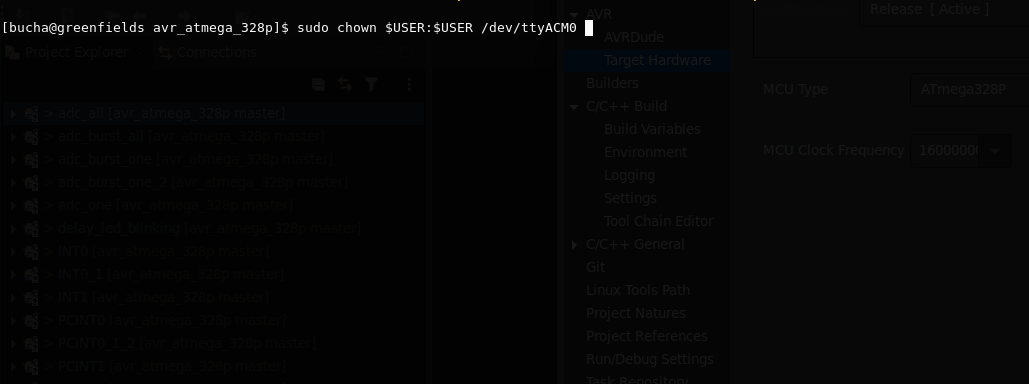 [bucha@greenfields avr_atmega_328p]$ sudo chown $USER:$USER /dev/ttyACM0
Project Explorer
Connections
> adc_all [avr_atmega_328p master]
> adc_burst_all [avr_atmega_328p master]
> adc_burst_one [avr_atmega_328p master]
> adc_burst_one_2 [avr_atmega_328p master]
> adc_one [avr_atmega_328p master]
> delay_led_blinking [avr_atmega_328p master]
> INT0 [avr_atmega_328p master]
> INT0_1 [avr_atmega_328p master]
> INT1 [avr_atmega_328p master]
> PCINT0 [avr_atmega_328p master]
> PCINT0_1_2 [avr_atmega_328p master]
> PCINT1 [avr_atmega_328p master]
AVR
AVRDude
Target Hardware
Builders
C/C++ Build
Build Variables
Environment
Logging
Settings
Tool Chain Editor
C/C++ General
Git
Linux Tools Path
Project Natures
Project References
Run/Debug Settings
Task Repository
Release [ Active ]
MCU Type
ATmega328P
MCU Clock Frequency
1600000